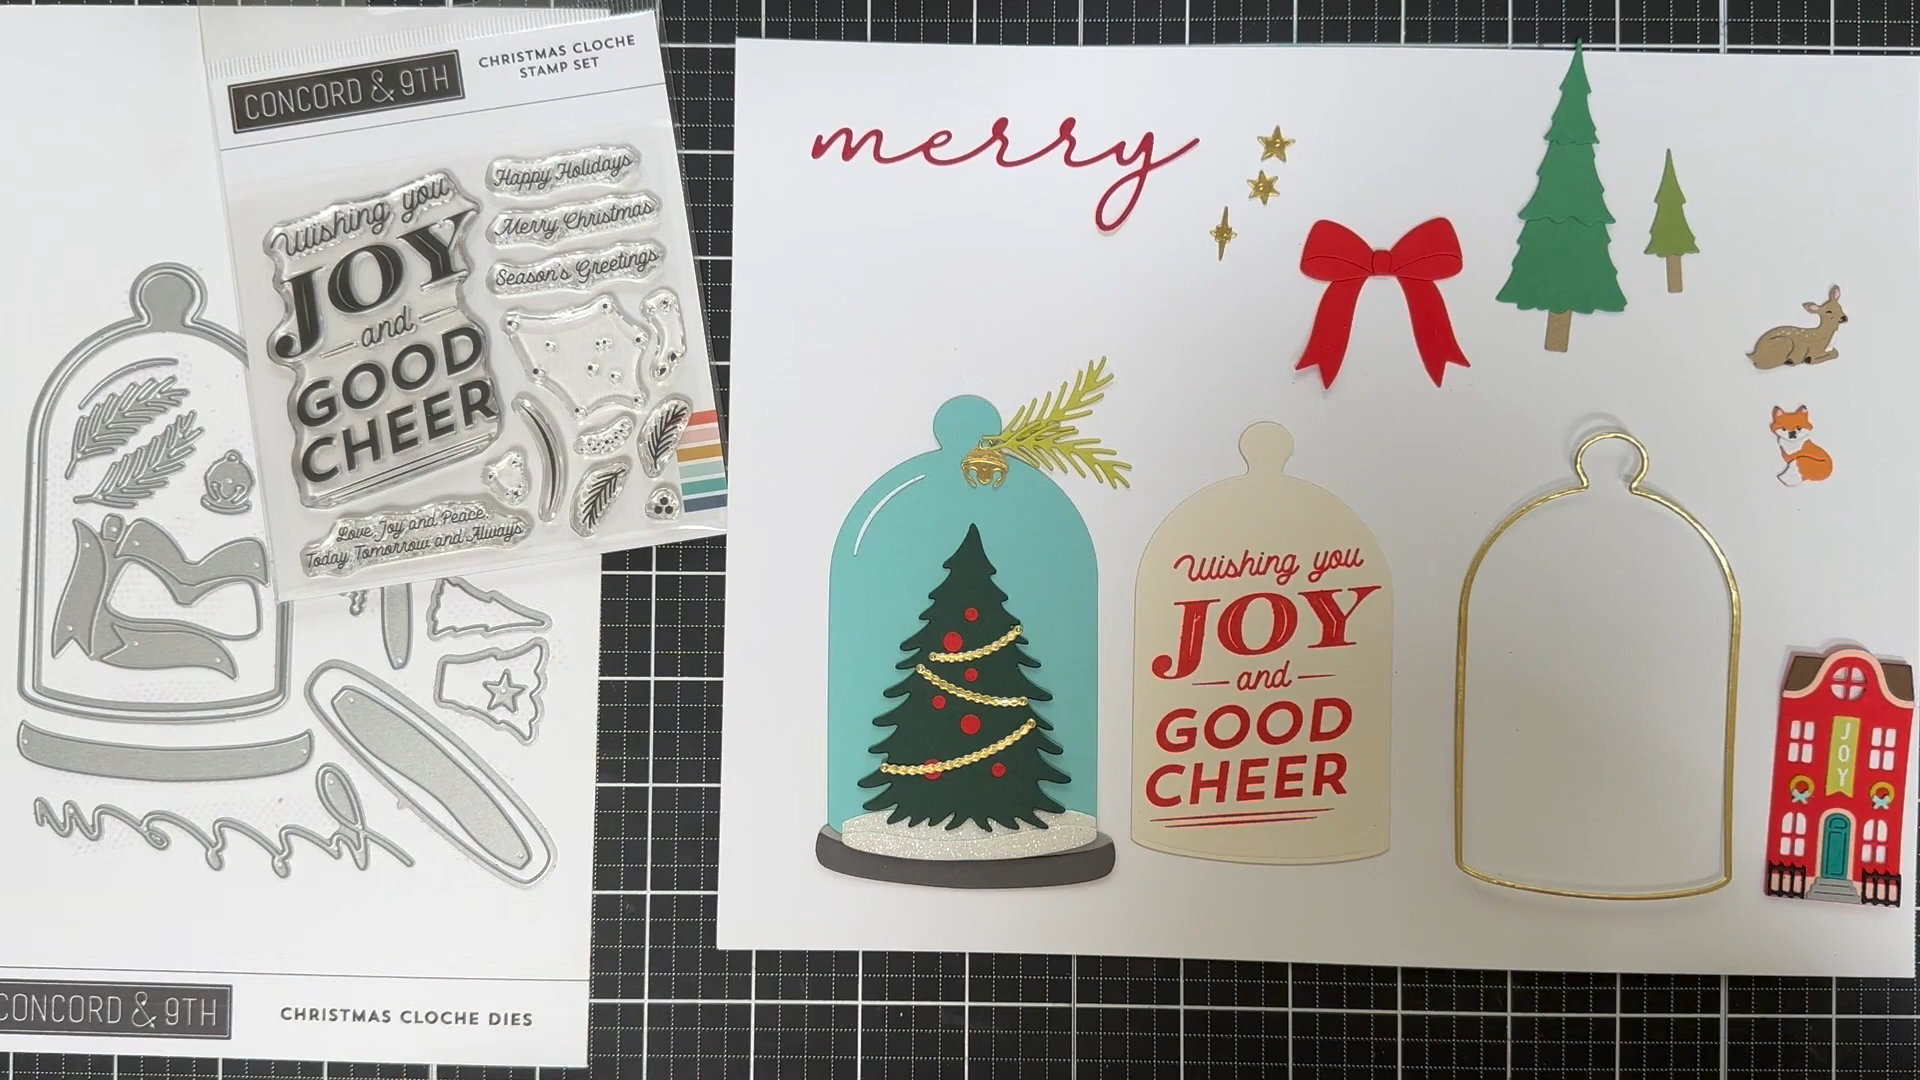 CONCORD & 9TH
CHRISTMAS CLOCHE
STAMP SET
Wishing you
JOY
and
GOOD
CHEER
Happy Holidays
Merry Christmas
Season's Greetings
Love, Joy and Peace,
Today Tomorrow and Always
merry
CONCORD & 9TH
CHRISTMAS CLOCHE DIES
merry
Wishing you
JOY
and
GOOD
CHEER
JOY